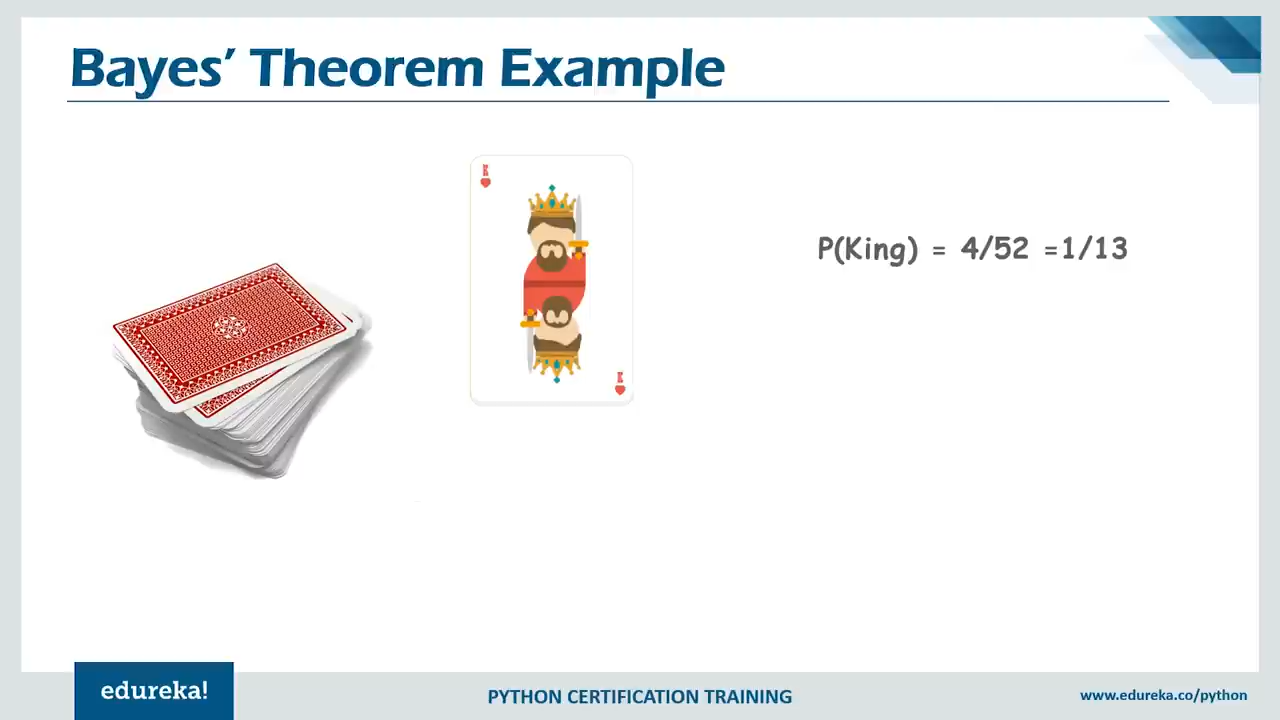 Bayes’ Theorem Example
K
P(King) = 4/52 =1/13
K
edureka!
PYTHON CERTIFICATION TRAINING
www.edureka.co/python